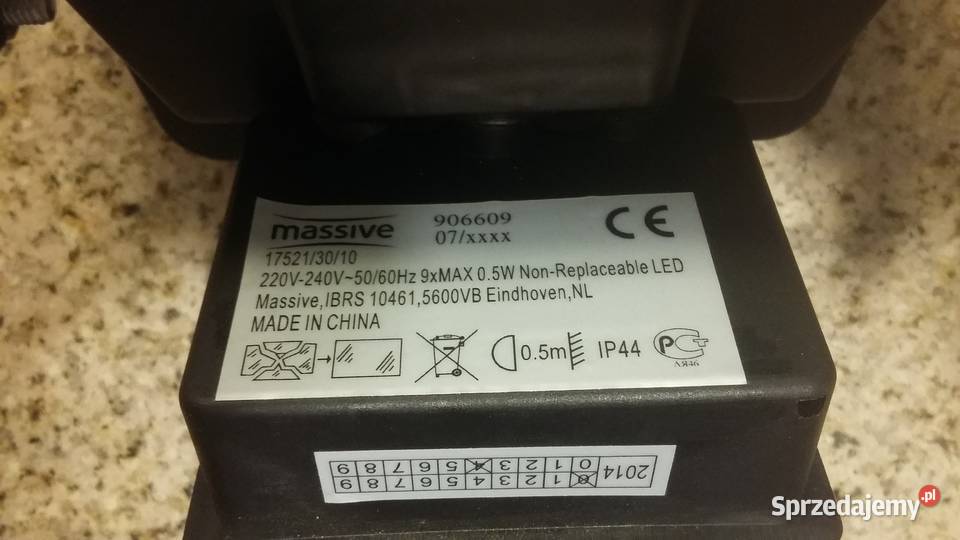 massive
906609
07/xxxx
CE
17521/30/10
220V-240V~50/60Hz 9xMAX 0.5W Non-Replaceable LED
Massive,IBRS 10461,5600VB Eindhoven,NL
MADE IN CHINA
0.5m
IP44
РСТ
ЛЯ46
2014
0 1 2 3 4 5 6 7 8 9
0 1 2 3 4 5 6 7 8 9
Sprzedajemy.pl